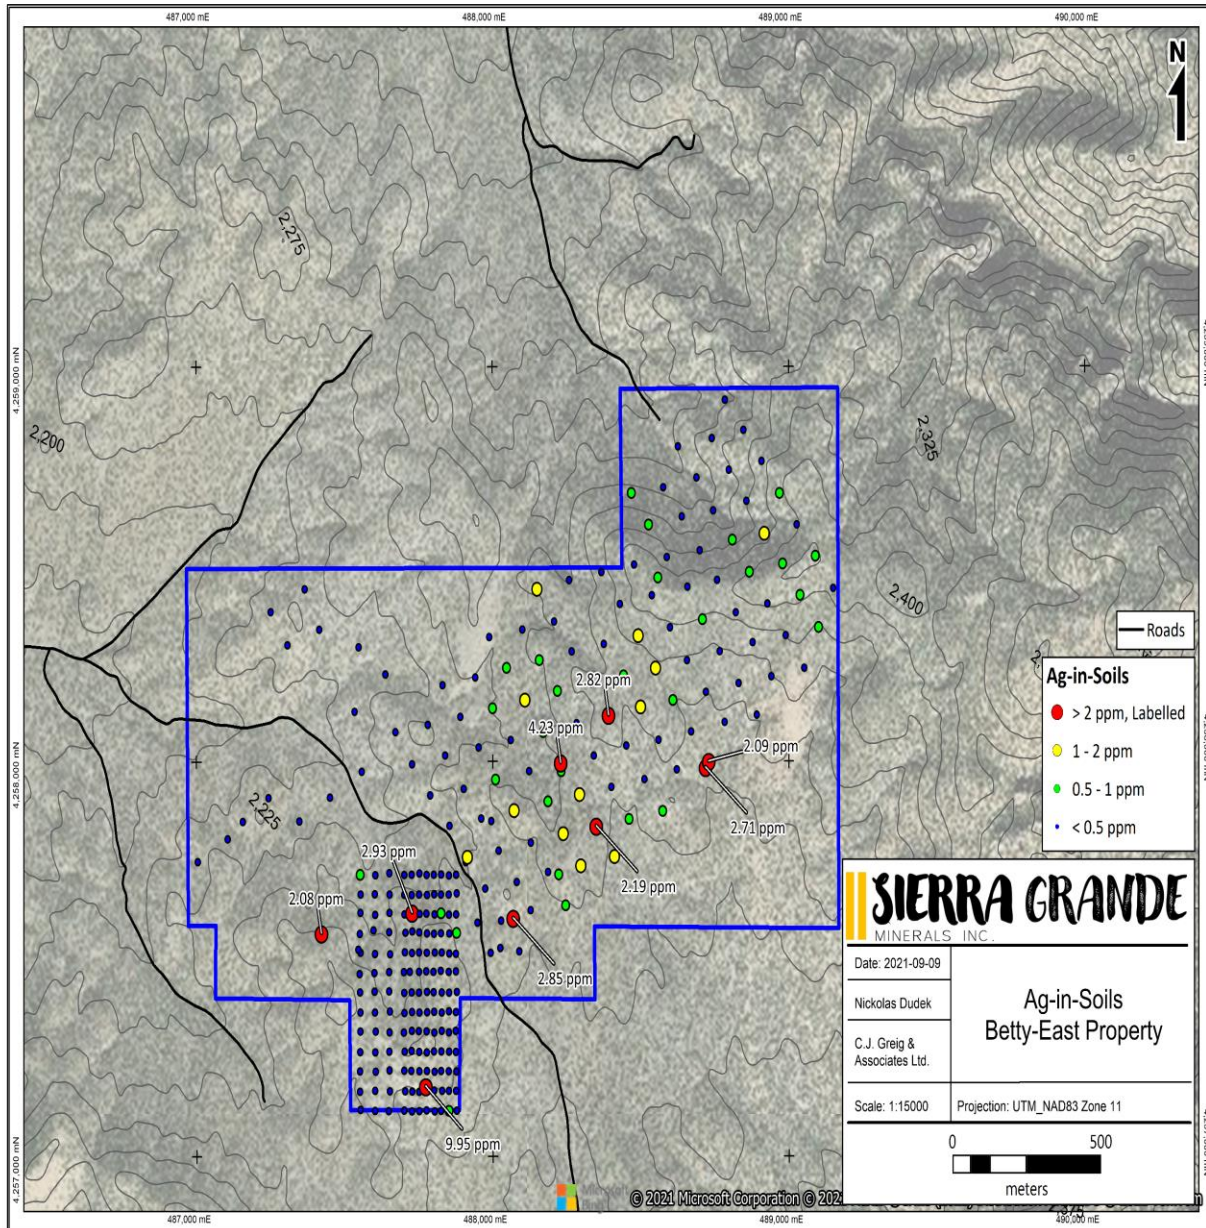 487,000 mE
488,000 mE
489,000 mE
490,000 mE
N
2,275
4,259,000 mN
2,200
2,325
2,400
Roads
Ag-in-Soils
> 2 ppm, Labelled
1 - 2 ppm
0.5 - 1 ppm
< 0.5 ppm
2.82 ppm
4.23 ppm
2.09 ppm
4,258,000 mN
2,225
2.71 ppm
2.93 ppm
2.19 ppm
2.08 ppm
2.85 ppm
9.95 ppm
SIERRA GRANDE
MINERALS INC.
Date: 2021-09-09
Nickolas Dudek
C.J. Greig &
Associates Ltd.
Ag-in-Soils
Betty-East Property
Scale: 1:15000
Projection: UTM_NAD83 Zone 11
0
500
meters
4,257,000 mN
© 2021 Microsoft Corporation ©
2,375
487,000 mE
488,000 mE
489,000 mE
490,000 mE